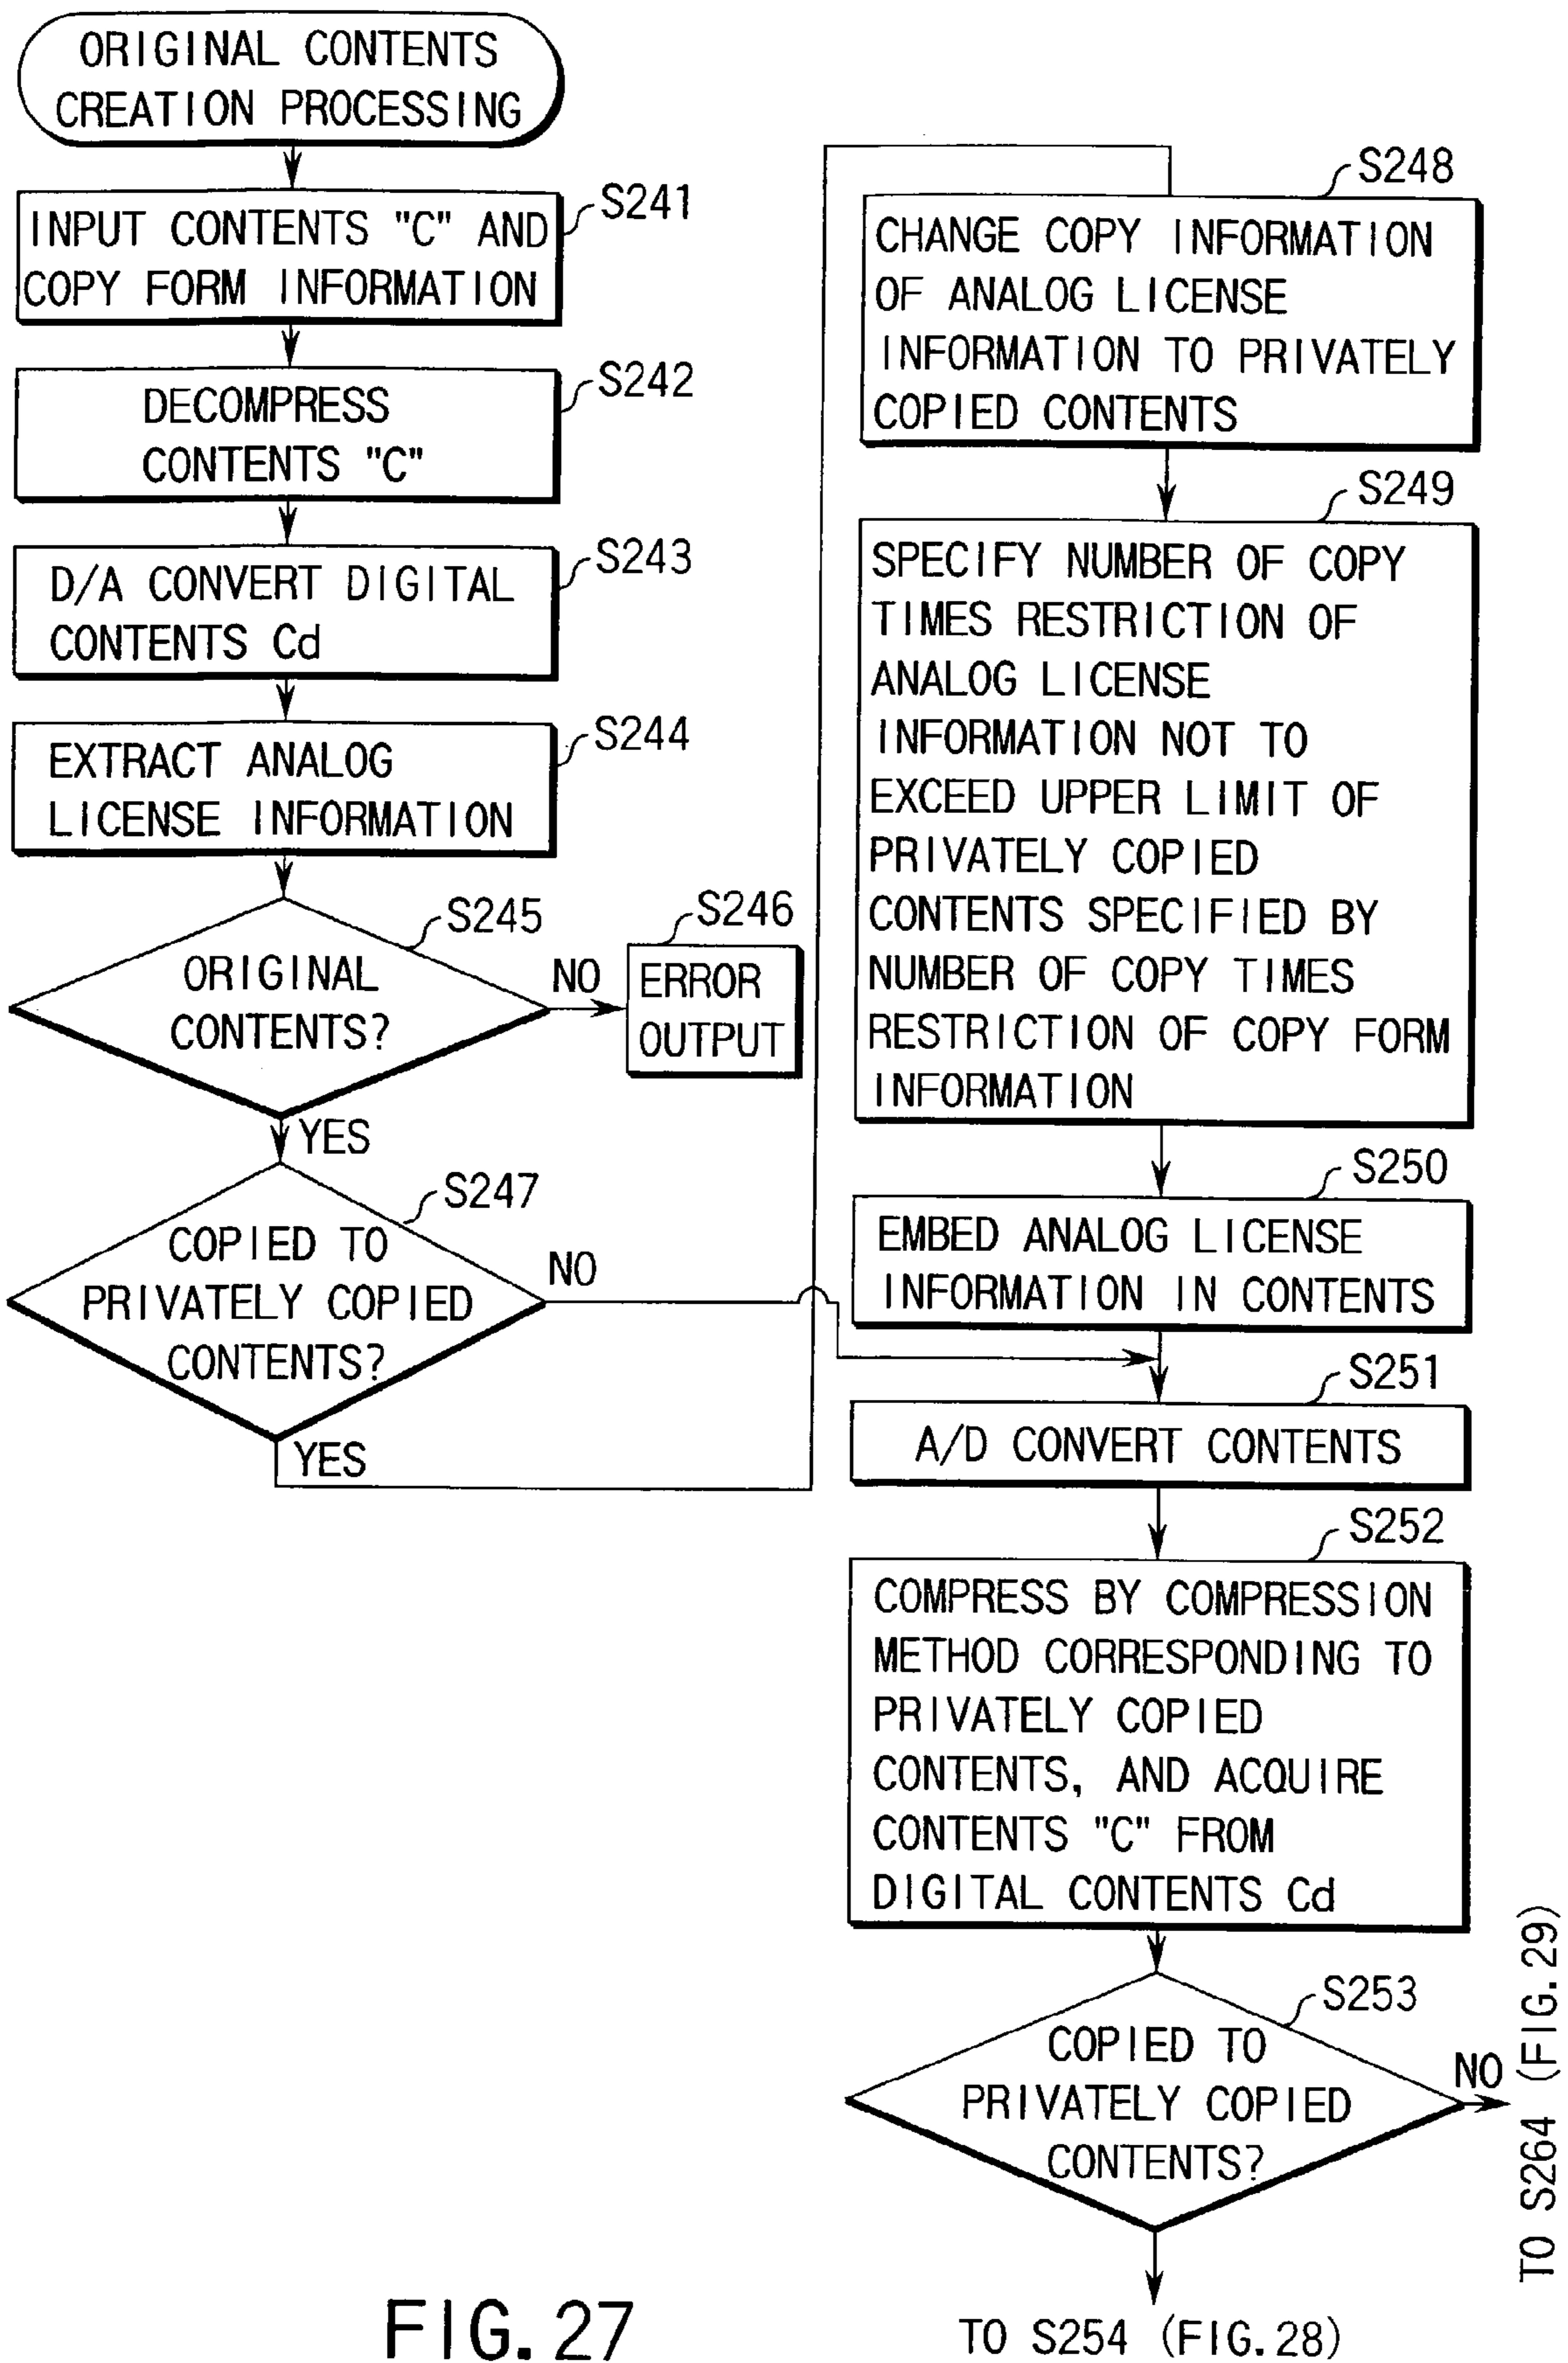 ORIGINAL CONTENTS
CREATION PROCESSING
S241
INPUT CONTENTS "C" AND
COPY FORM INFORMATION
S242
DECOMPRESS
CONTENTS "C"
S243
D/A CONVERT DIGITAL
CONTENTS Cd
S244
EXTRACT ANALOG
LICENSE INFORMATION
S245
ORIGINAL
CONTENTS?
NO
S246
ERROR
OUTPUT
YES
S247
COPIED TO
PRIVATELY COPIED
CONTENTS?
NO
YES
S248
CHANGE COPY INFORMATION
OF ANALOG LICENSE
INFORMATION TO PRIVATELY
COPIED CONTENTS
S249
SPECIFY NUMBER OF COPY
TIMES RESTRICTION OF
ANALOG LICENSE
INFORMATION NOT TO
EXCEED UPPER LIMIT OF
PRIVATELY COPIED
CONTENTS SPECIFIED BY
NUMBER OF COPY TIMES
RESTRICTION OF COPY FORM
INFORMATION
S250
EMBED ANALOG LICENSE
INFORMATION IN CONTENTS
S251
A/D CONVERT CONTENTS
S252
COMPRESS BY COMPRESSION
METHOD CORRESPONDING TO
PRIVATELY COPIED
CONTENTS, AND ACQUIRE
CONTENTS "C" FROM
DIGITAL CONTENTS Cd
S253
COPIED TO
PRIVATELY COPIED
CONTENTS?
NO
TO S264 (FIG.29)
TO S254 (FIG.28)
FIG.27